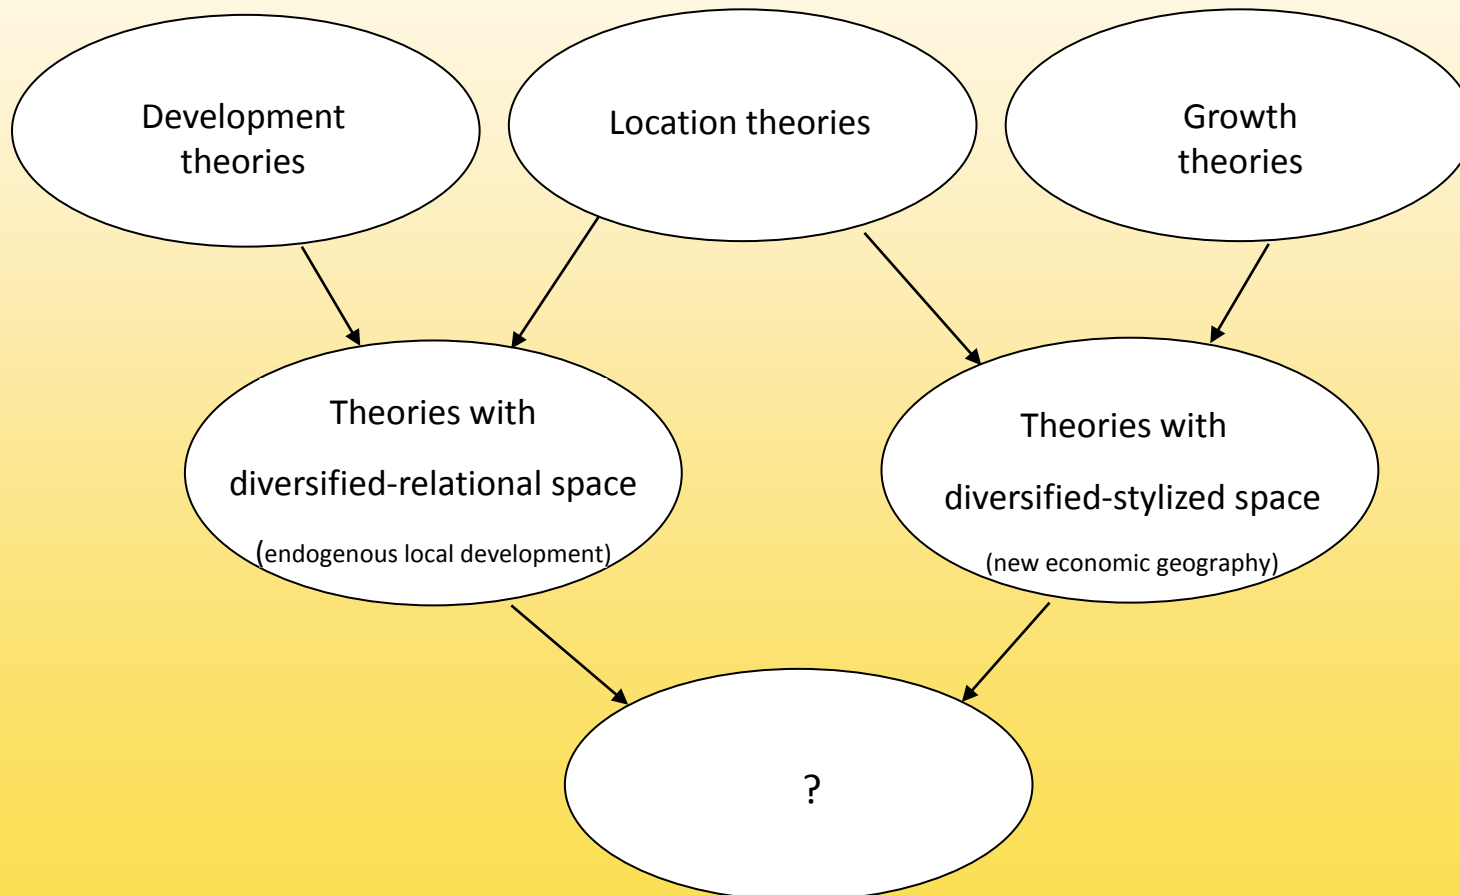 Development
theories
Location theories
Growth
theories
Theories with
diversified-relational space
(endogenous local development)
Theories with
diversified-stylized space
(new economic geography)
?